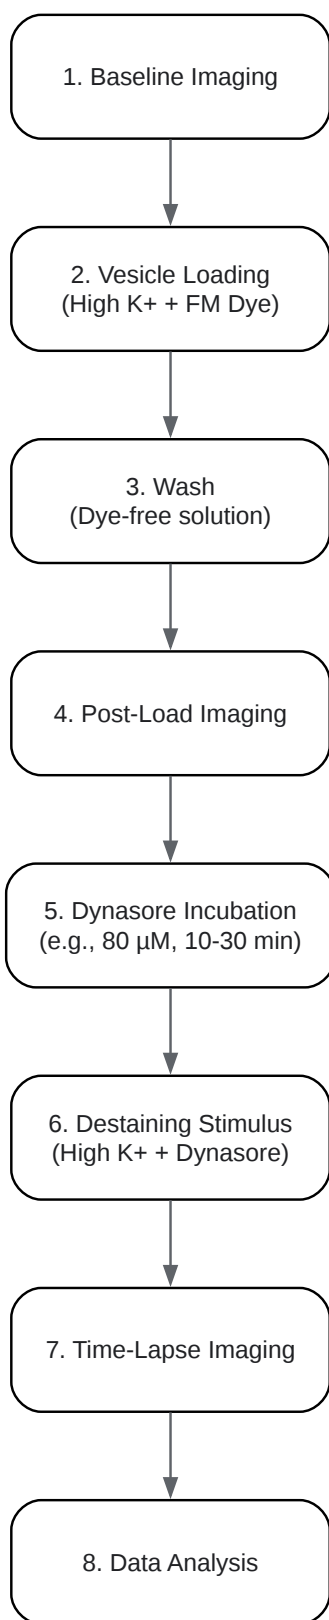 1. Baseline Imaging
2. Vesicle Loading
(High K+ + FM Dye)
3. Wash
(Dye-free solution)
4. Post-Load Imaging
5. Dynasore Incubation
(e.g., 80 µM, 10-30 min)
6. Destaining Stimulus
(High K+ + Dynasore)
7. Time-Lapse Imaging
8. Data Analysis